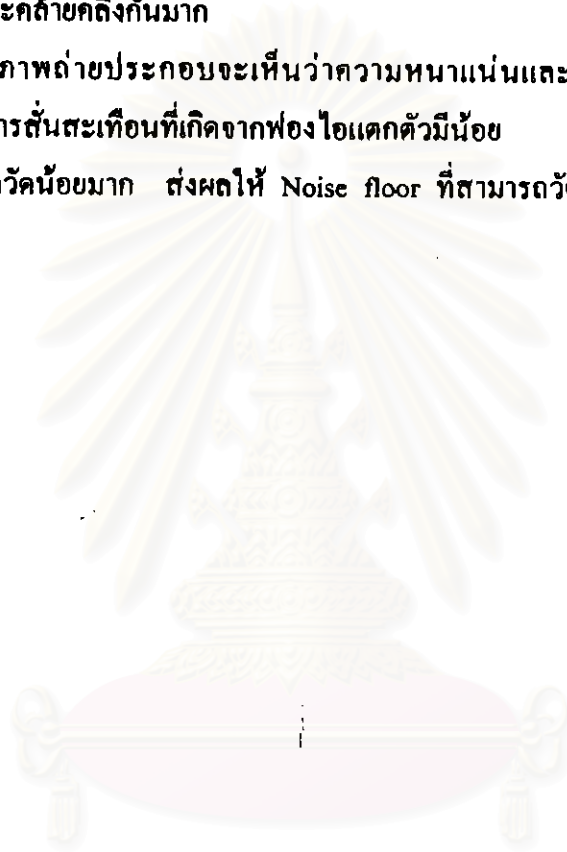 ะคล้ายคลึงกันมาก
ภาพถ่ายประกอบจะเห็นว่าความหนาแน่นและ
ารสั่นสะเทือนที่เกิดจากฟองไอแตกตัวมีน้อย
วัดน้อยมาก ส่งผลให้ Noise floor ที่สามารถวั